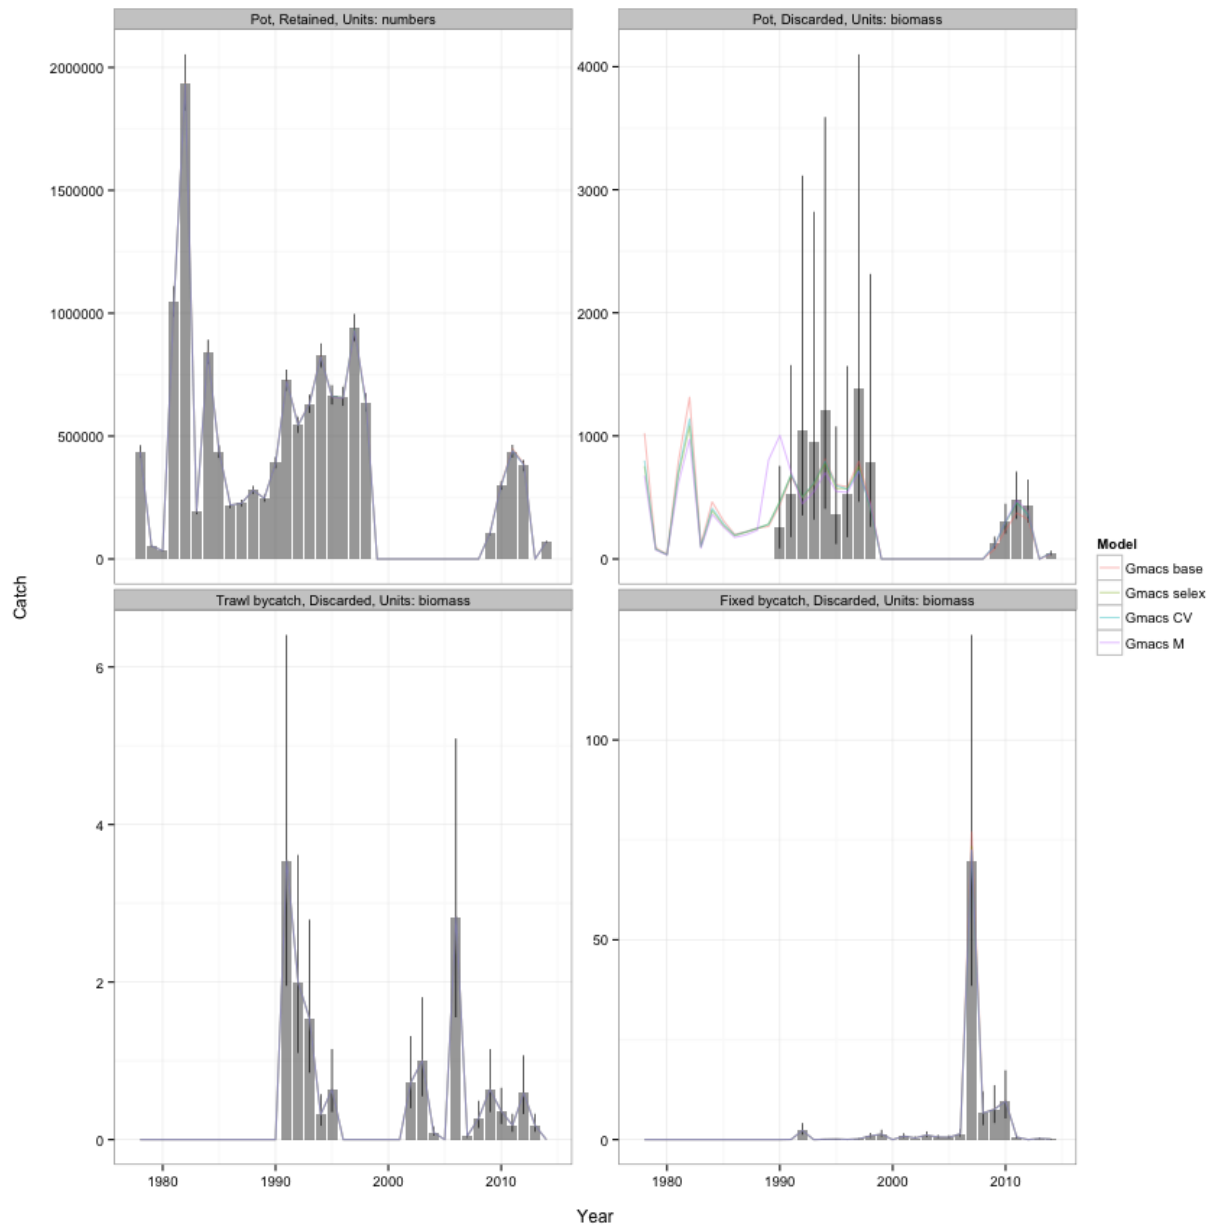 Pot, Retained, Units: numbers
Pot, Discarded, Units: biomass
2000000
1500000
1000000
500000
0
4000
3000
2000
1000
0
Trawl bycatch, Discarded, Units: biomass
Fixed bycatch, Discarded, Units: biomass
6
4
2
0
100
50
0
1980 1990 2000 2010
1980 1990 2000 2010
Catch
Year
Model
Gmacs base
Gmacs selex
Gmacs CV
Gmacs M